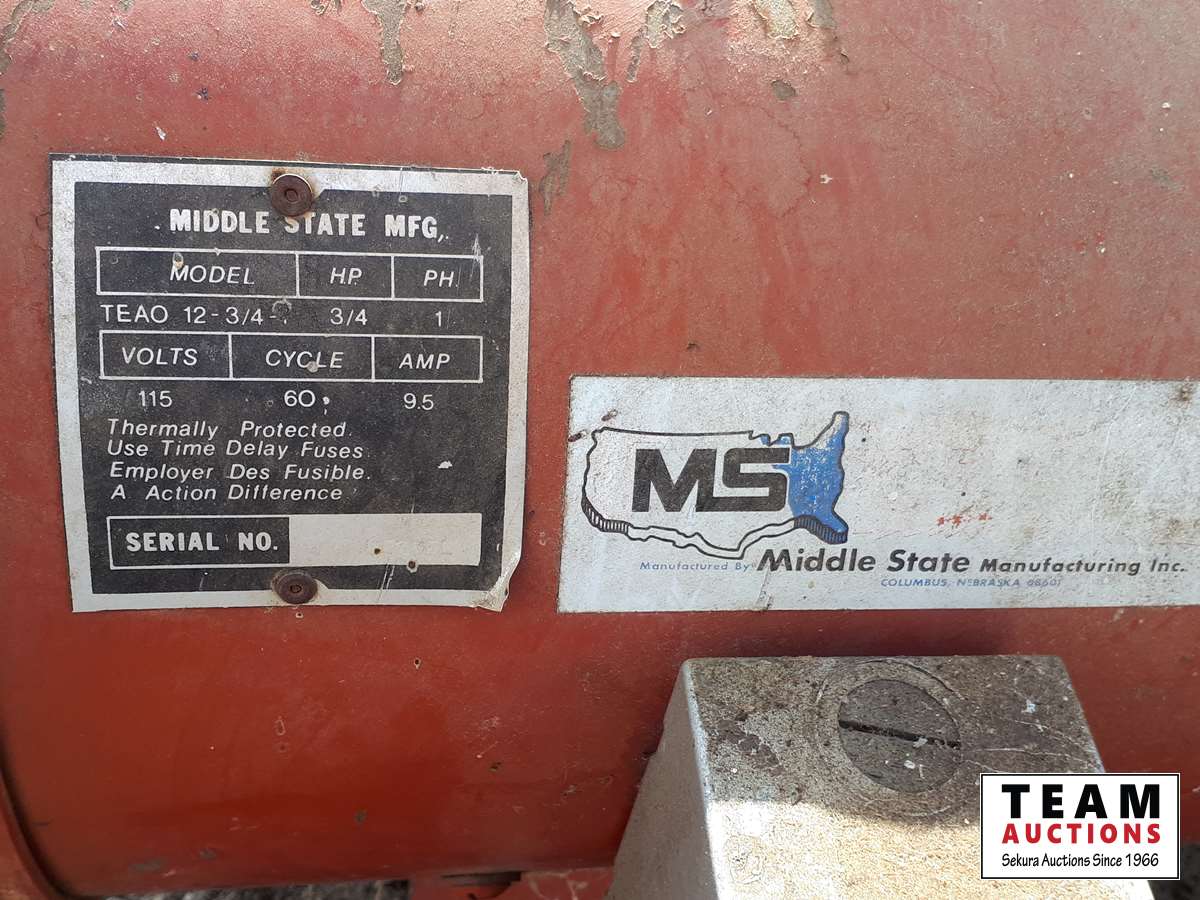 MIDDLE STATE MFG.
MODEL HP PH
TEAO 12-3/4- 3/4 1
VOLTS CYCLE AMP
115 60 9.5
Thermally Protected.
Use Time Delay Fuses.
Employer Des Fusible.
A Action Difference
SERIAL NO.
MS
Manufactured By Middle State Manufacturing Inc.
COLUMBUS, NEBRASKA 68601
TEAM
AUCTIONS
Sekura Auctions Since 1966